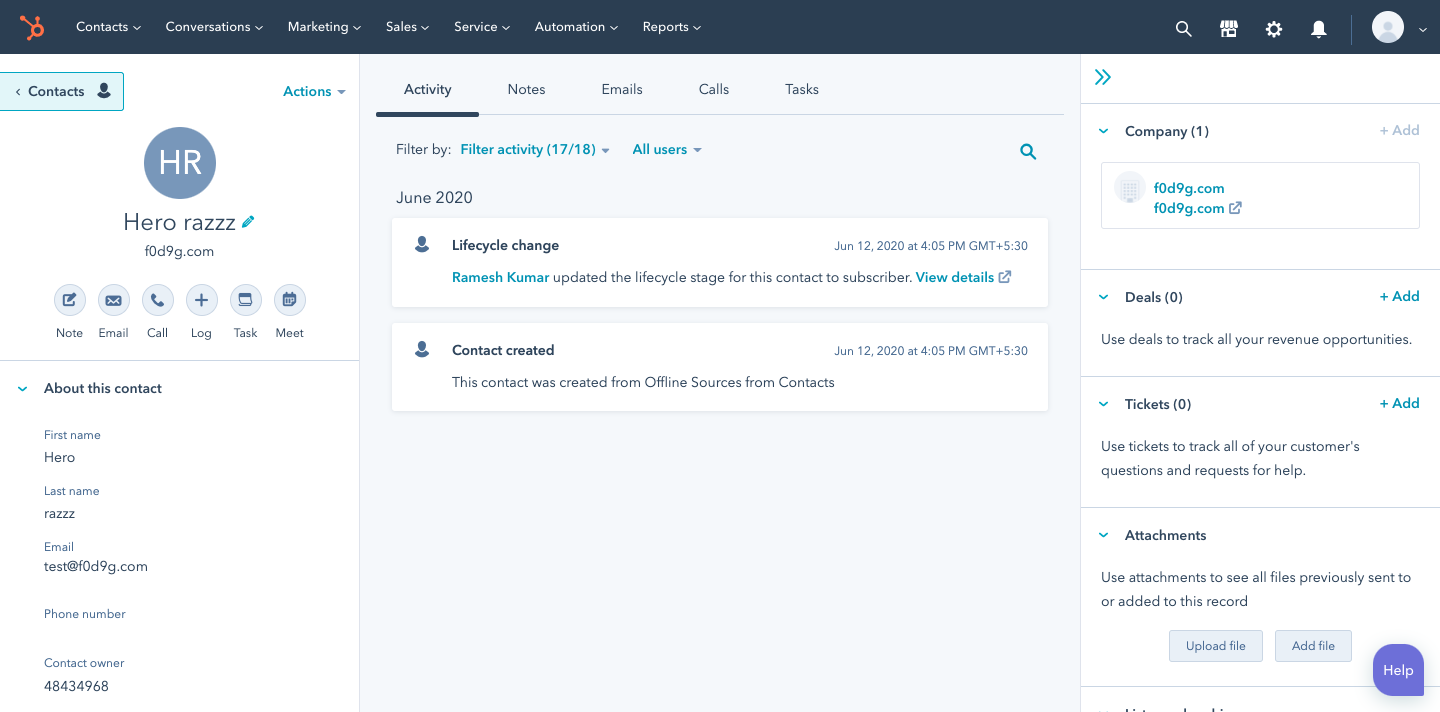 Contacts Conversations Marketing Sales Service Automation Reports
Contacts
Actions
HR
Hero razzz
f0d9g.com
Note Email Call Log Task Meet
About this contact
First name
Hero
Last name
razzz
Email
test@f0d9g.com
Phone number
Contact owner
48434968
Activity Notes Emails Calls Tasks
Filter by: Filter activity (17/18) All users
June 2020
Lifecycle change Jun 12, 2020 at 4:05 PM GMT+5:30
Ramesh Kumar updated the lifecycle stage for this contact to subscriber. View details
Contact created Jun 12, 2020 at 4:05 PM GMT+5:30
This contact was created from Offline Sources from Contacts
Company (1) + Add
f0d9g.com
f0d9g.com
Deals (0) + Add
Use deals to track all your revenue opportunities.
Tickets (0) + Add
Use tickets to track all of your customer's
questions and requests for help.
Attachments
Use attachments to see all files previously sent to
or added to this record
Upload file Add file
Help